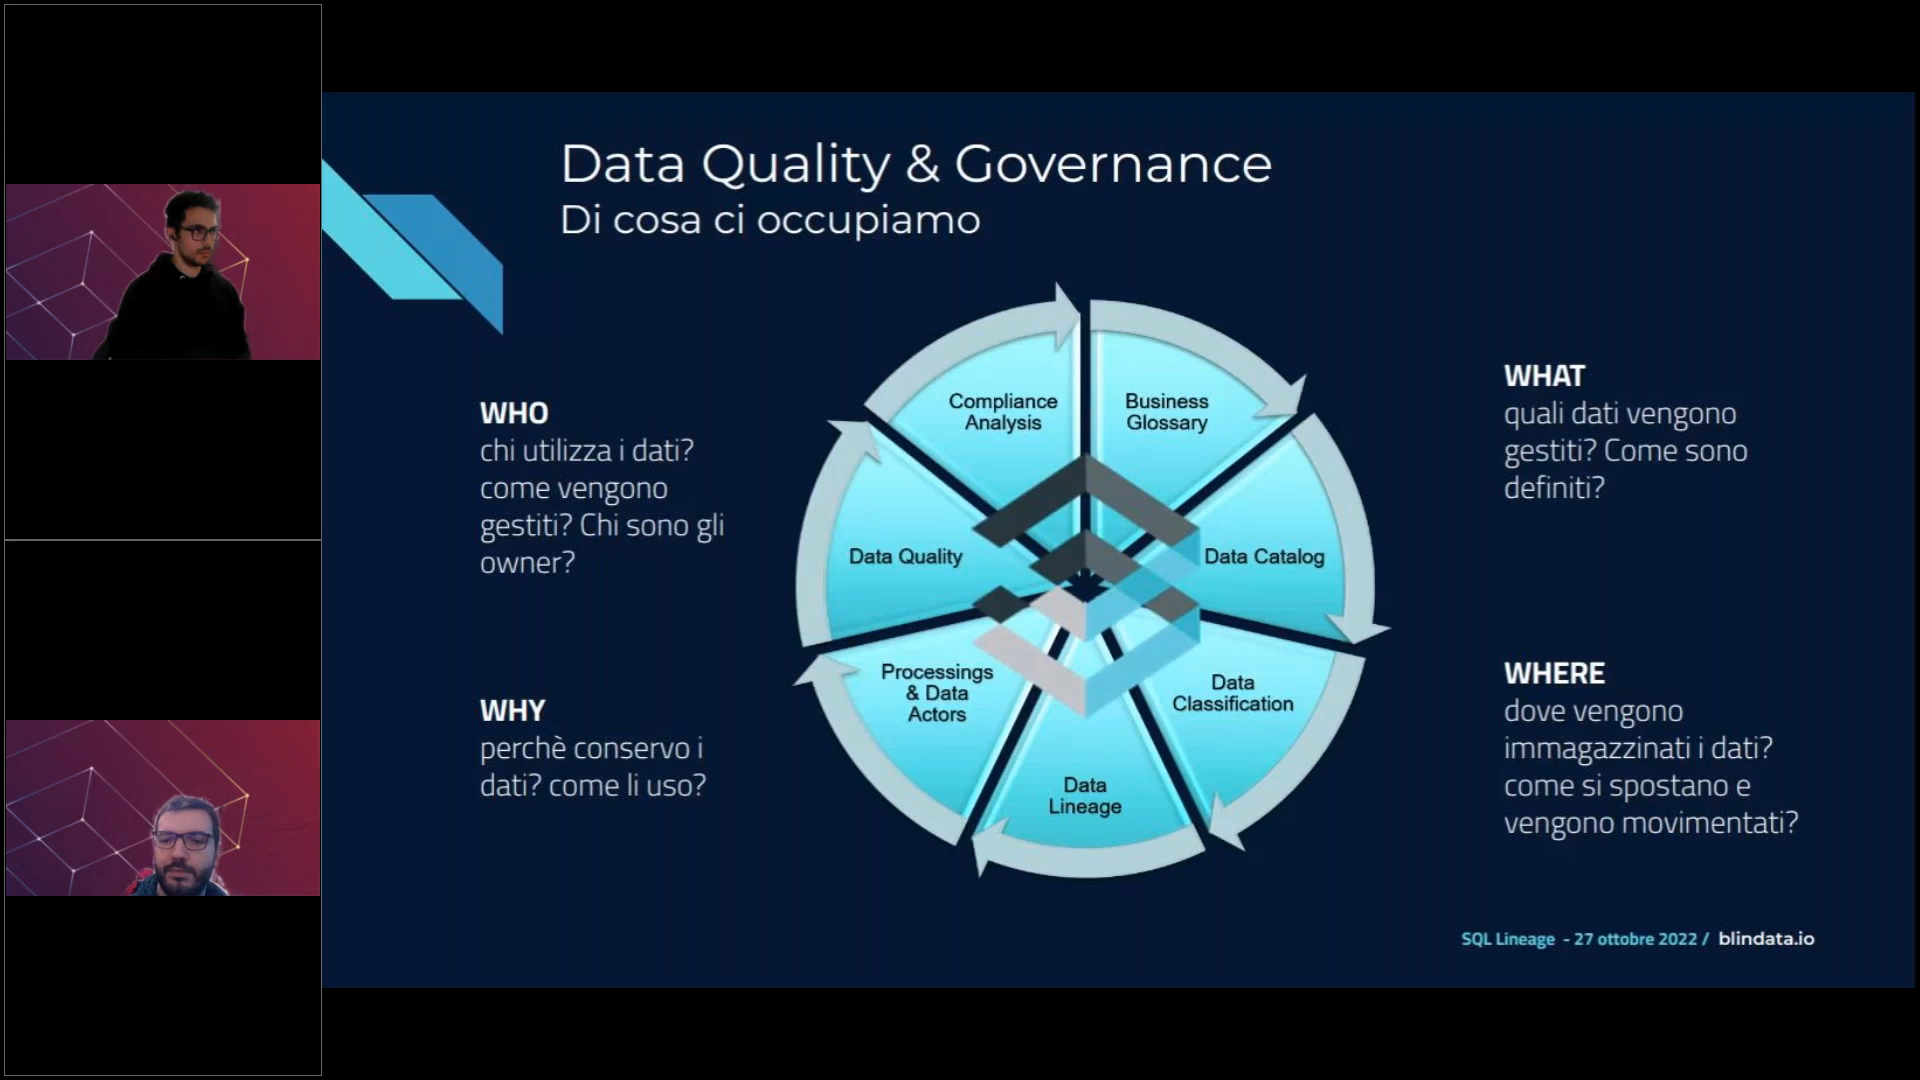 Data Quality & Governance
Di cosa ci occupiamo
WHO
chi utilizza i dati?
come vengono
gestiti? Chi sono gli
owner?
WHY
perchè conservo i
dati? come li uso?
Compliance
Analysis
Business
Glossary
Data Quality
Data Catalog
Processings
& Data
Actors
Data
Classification
Data
Lineage
WHAT
quali dati vengono
gestiti? Come sono
definiti?
WHERE
dove vengono
immagazzinati i dati?
come si spostano e
vengono movimentati?
SQL Lineage - 27 ottobre 2022 / blindata.io